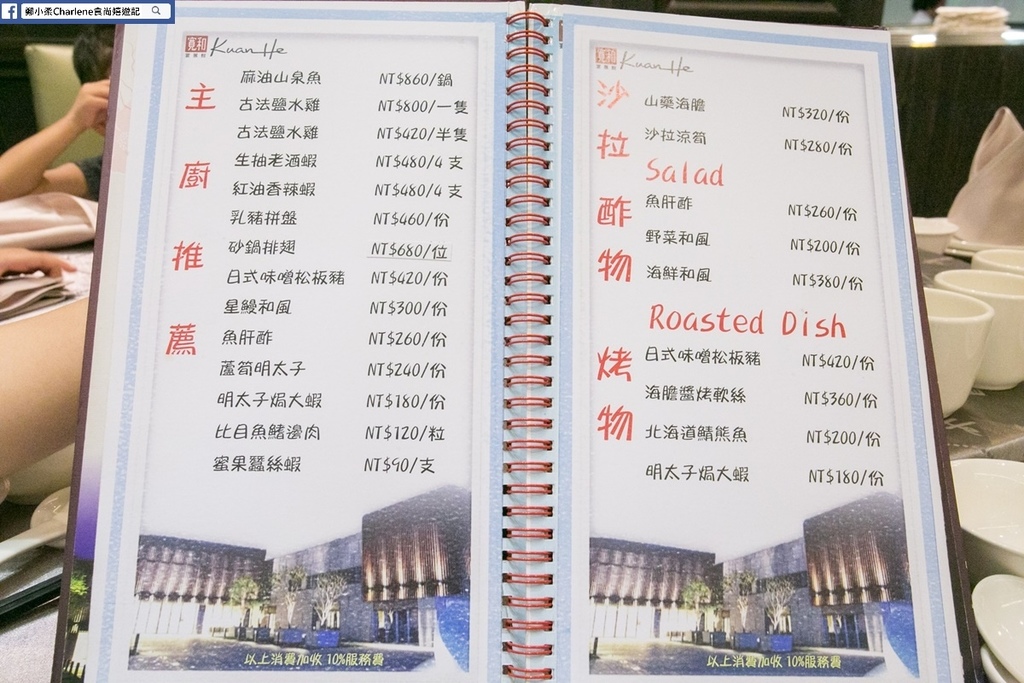 鄭小柔Charlene食尚嬉遊記
寬和 Kuan He
主廚推薦
麻油山泉魚 NT$860/鍋
古法鹽水雞 NT$800/一隻
古法鹽水雞 NT$420/半隻
生抽老酒蝦 NT$480/4 支
紅油香辣蝦 NT$480/4 支
乳豬拼盤 NT$460/份
砂鍋排翅 NT$680/位
日式味噌松板豬 NT$420/份
星鰻和風 NT$300/份
魚肝酢 NT$260/份
蘆筍明太子 NT$240/份
明太子焗大蝦 NT$180/份
比目魚鰭邊肉 NT$120/粒
蜜果蠶絲蝦 NT$90/支
以上消費加收 10%服務費
寬和 Kuan He
沙拉
山藥海膽 NT$320/份
沙拉涼筍 NT$280/份
Salad
酢物
魚肝酢 NT$260/份
野菜和風 NT$200/份
海鮮和風 NT$380/份
Roasted Dish
烤物
日式味噌松板豬 NT$420/份
海膽醬烤軟絲 NT$360/份
北海道鯖熊魚 NT$200/份
明太子焗大蝦 NT$180/份
以上消費加收 10%服務費